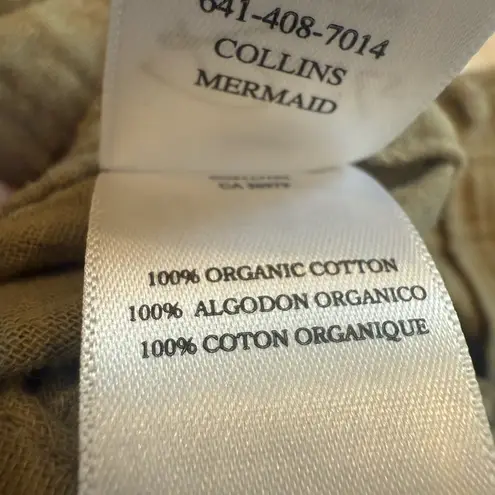 641-408-7014
COLLINS
MERMAID
100% ORGANIC COTTON
100% ALGODON ORGANICO
100% COTON ORGANIQUE